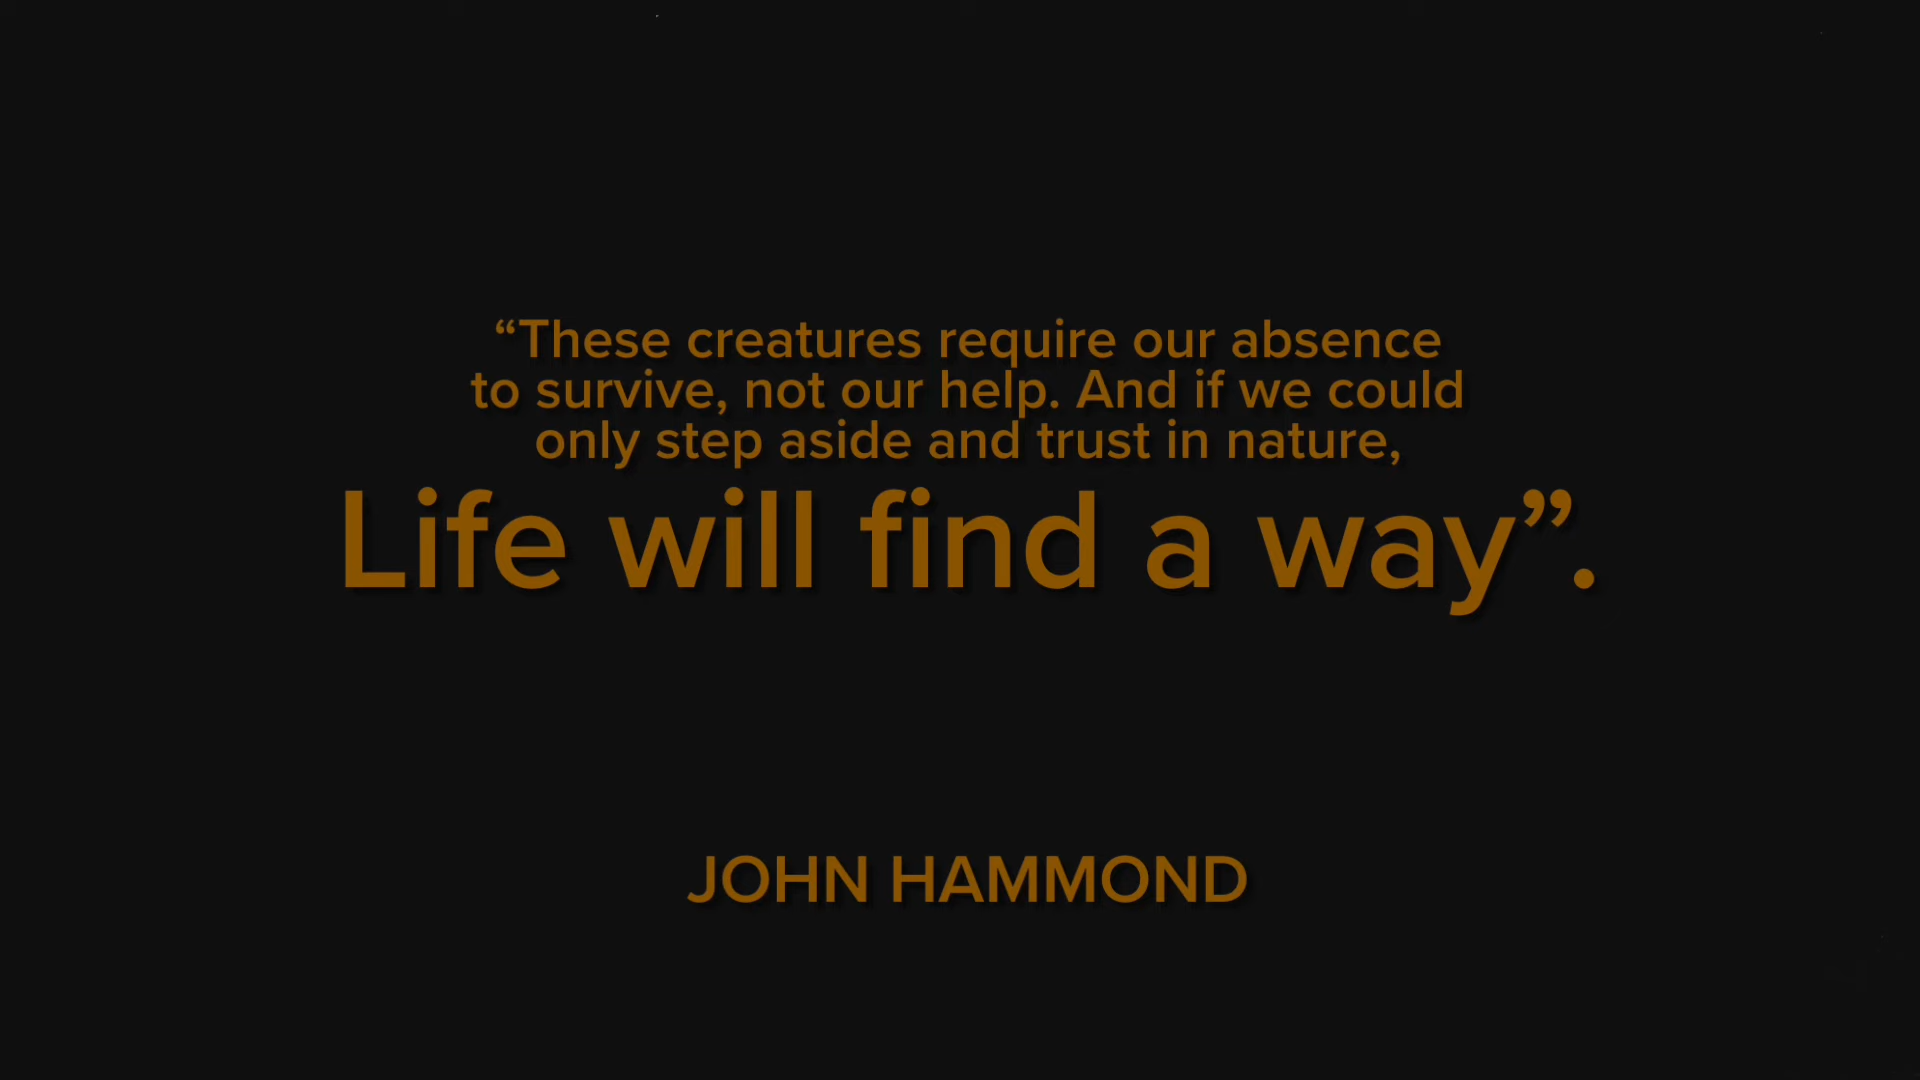 “These creatures require our absence
to survive, not our help. And if we could
only step aside and trust in nature,
Life will find a way”.
JOHN HAMMOND